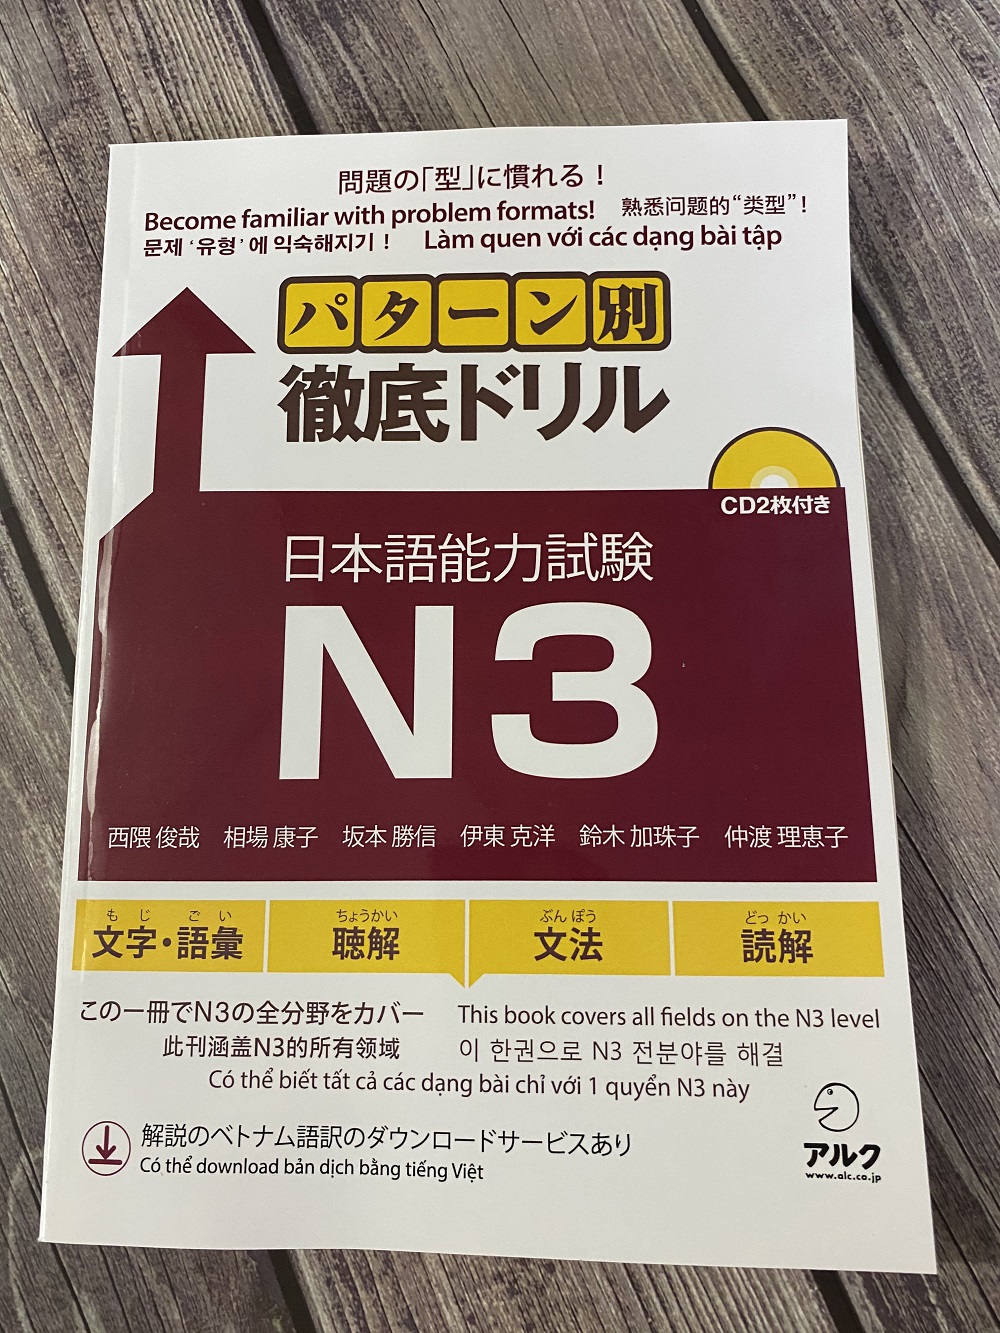 問題の「型」に慣れる！
Become familiar with problem formats! 熟悉问题的“类型”！
문제 ‘유형’ 에 익숙해지기！ Làm quen với các dạng bài tập
パターン別
徹底ドリル
CD2枚付き
日本語能力試験
N3
西隈 俊哉 相場 康子 坂本 勝信 伊東 克洋 鈴木 加珠子 仲渡 理恵子
もじ ごい ちょうかい ぶんぽう どっかい
文字・語彙 聴解 文法 読解
この一冊でN3の全分野をカバー This book covers all fields on the N3 level
此刊涵盖N3的所有领域 이 한권으로 N3 전분야를 해결
Có thể biết tất cả các dạng bài chỉ với 1 quyển N3 này
解説のベトナム語訳のダウンロードサービスあり
Có thể download bản dịch bằng tiếng Việt
アルク
www.alc.co.jp